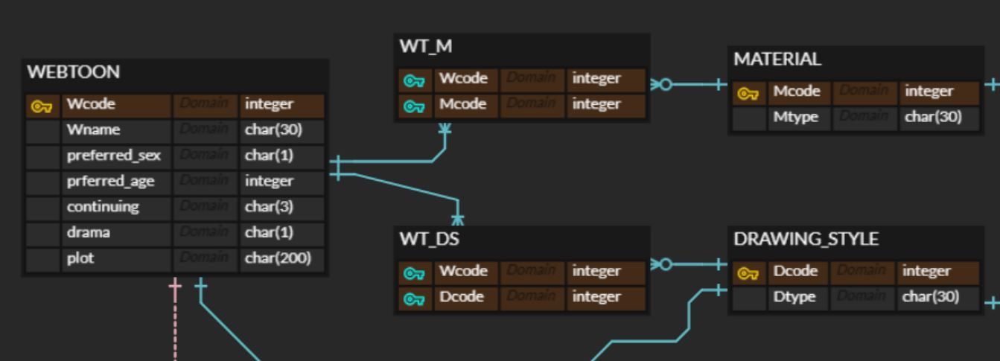 WEBTOON
Wcode Domain integer
Wname Domain char(30)
preferred_sex Domain char(1)
prferred_age Domain integer
continuing Domain char(3)
drama Domain char(1)
plot Domain char(200)
WT_M
Wcode Domain integer
Mcode Domain integer
MATERIAL
Mcode Domain integer
Mtype Domain char(30)
WT_DS
Wcode Domain integer
Dcode Domain integer
DRAWING_STYLE
Dcode Domain integer
Dtype Domain char(30)